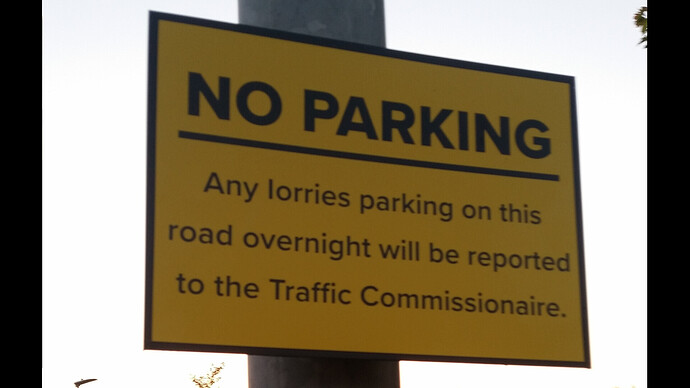 NO PARKING
Any lorries parking on this
road overnight will be reported
to the Traffic Commissionaire.